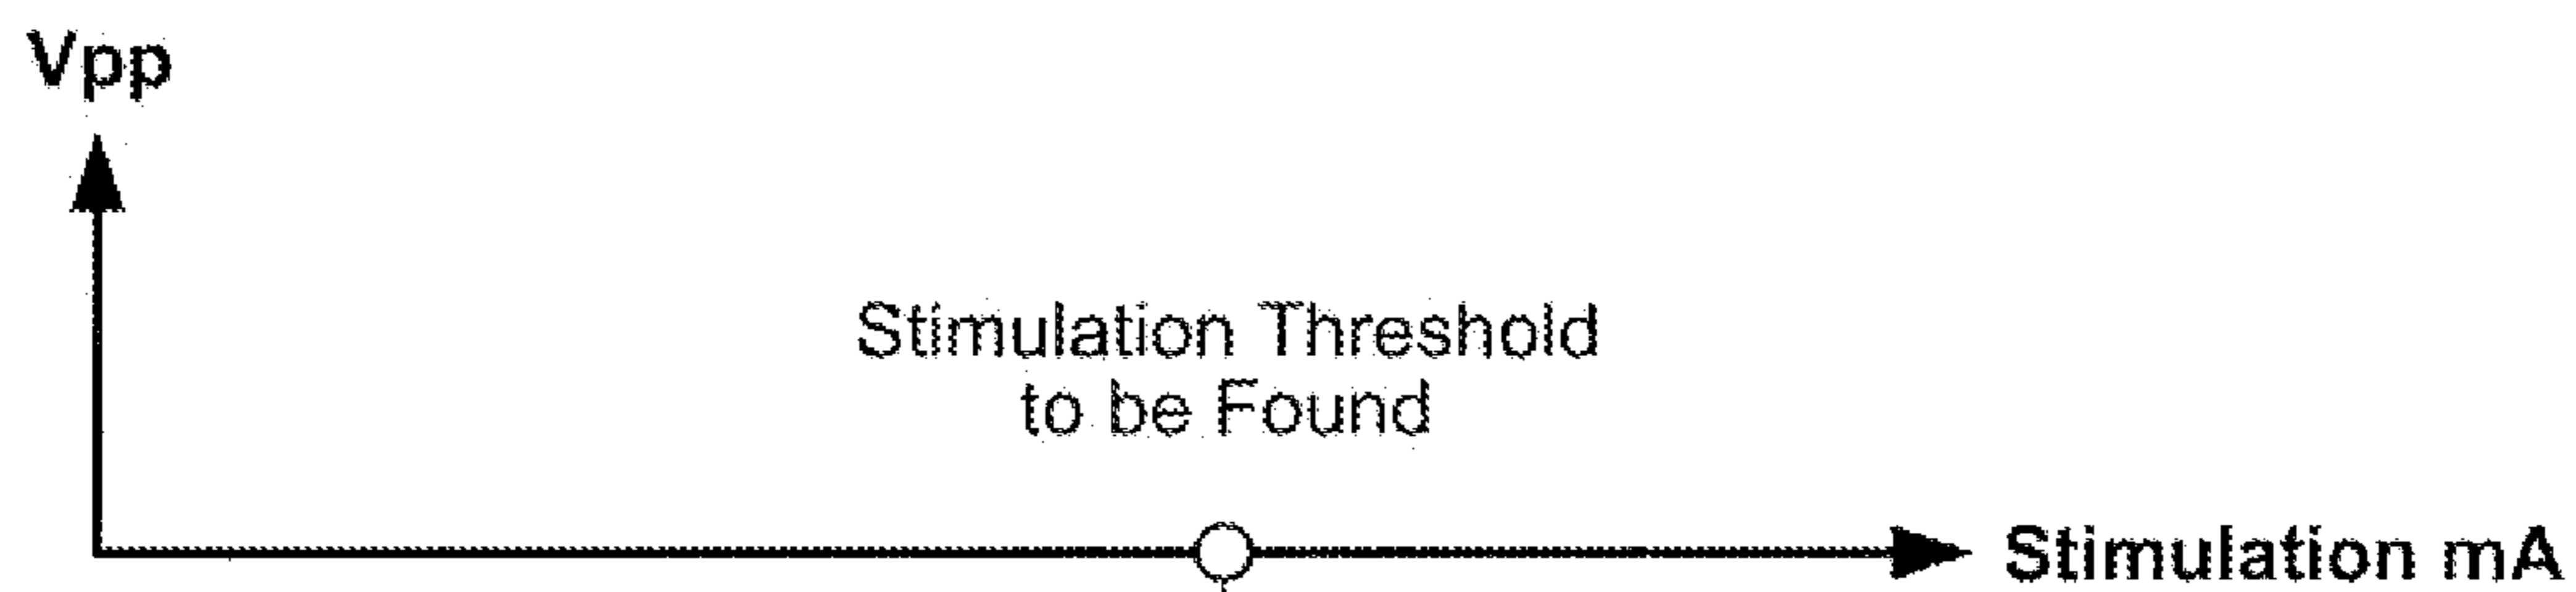 Vpp
Stimulation Threshold
to be Found
Stimulation mA